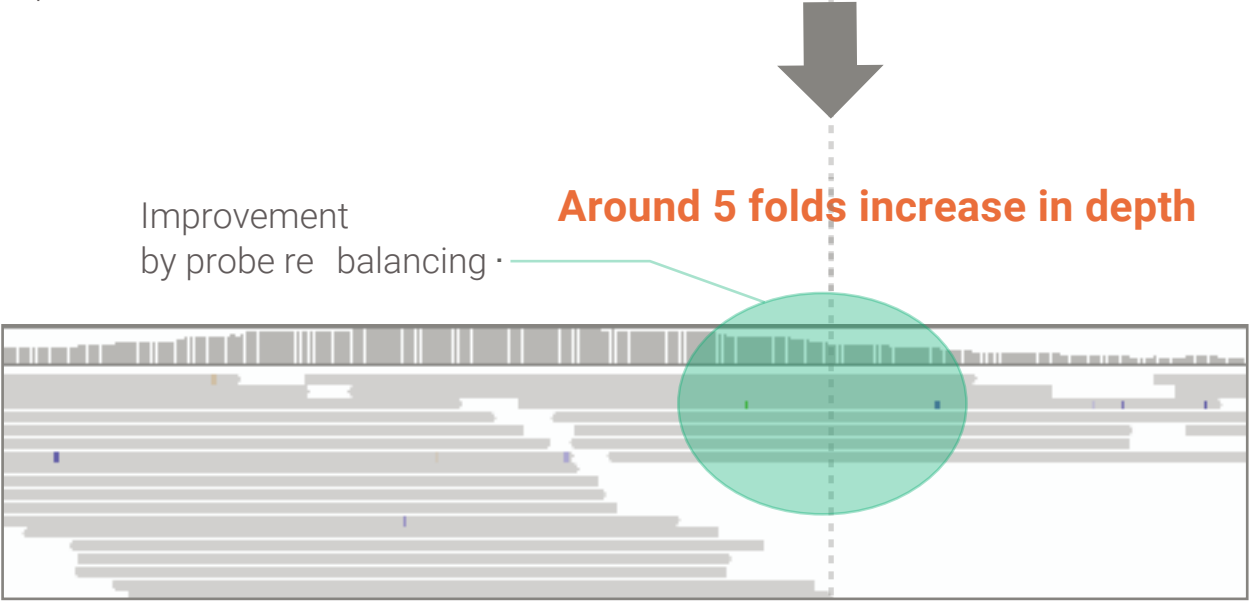 Around 5 folds increase in depth
Improvement
by probe re balancing